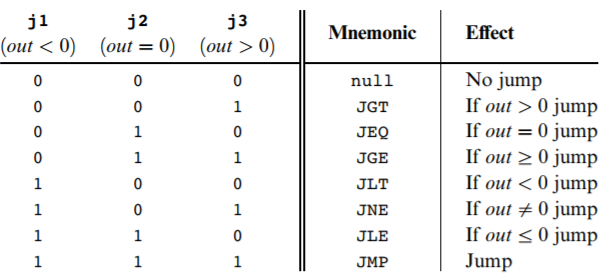 j1 j2 j3 Mnemonic Effect
(out < 0) (out = 0) (out > 0)
0 0 0 null No jump
0 0 1 JGT If out > 0 jump
0 1 0 JEQ If out = 0 jump
0 1 1 JGE If out ≥ 0 jump
1 0 0 JLT If out < 0 jump
1 0 1 JNE If out ≠ 0 jump
1 1 0 JLE If out ≤ 0 jump
1 1 1 JMP Jump